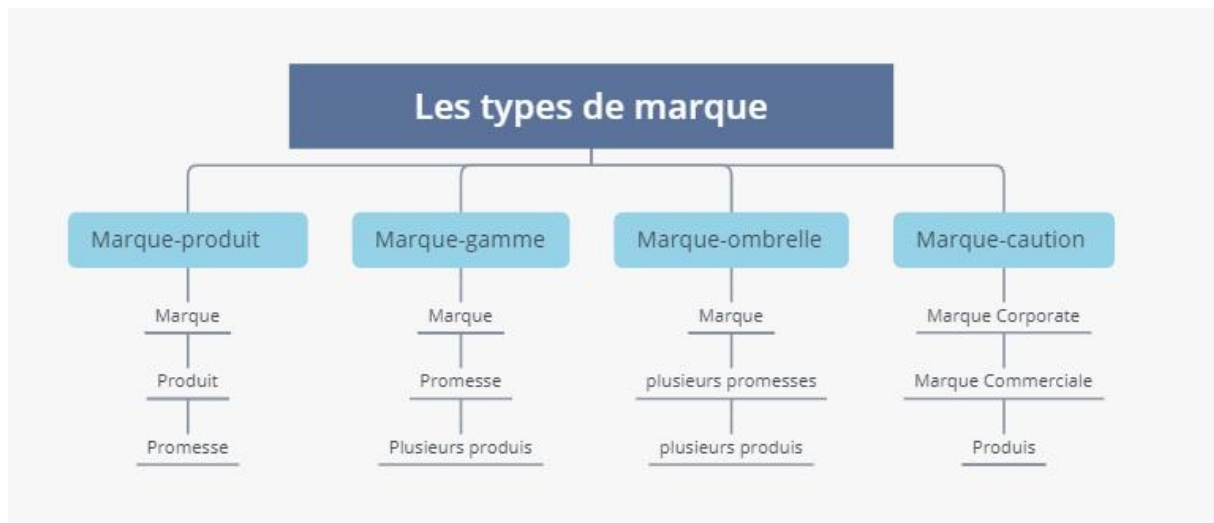 Les types de marque
Marque-produit
Marque-gamme
Marque-ombrelle
Marque-caution
Marque
Marque
Marque
Marque Corporate
Produit
Promesse
plusieurs promesses
Marque Commerciale
Promesse
Plusieurs produis
plusieurs produis
Produis